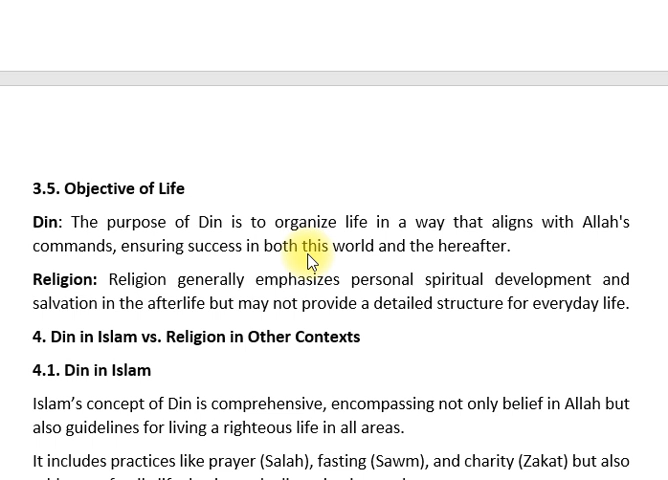 3.5. Objective of Life
Din: The purpose of Din is to organize life in a way that aligns with Allah's
commands, ensuring success in both this world and the hereafter.
Religion: Religion generally emphasizes personal spiritual development and
salvation in the afterlife but may not provide a detailed structure for everyday life.
4. Din in Islam vs. Religion in Other Contexts
4.1. Din in Islam
Islam’s concept of Din is comprehensive, encompassing not only belief in Allah but
also guidelines for living a righteous life in all areas.
It includes practices like prayer (Salah), fasting (Sawm), and charity (Zakat) but also